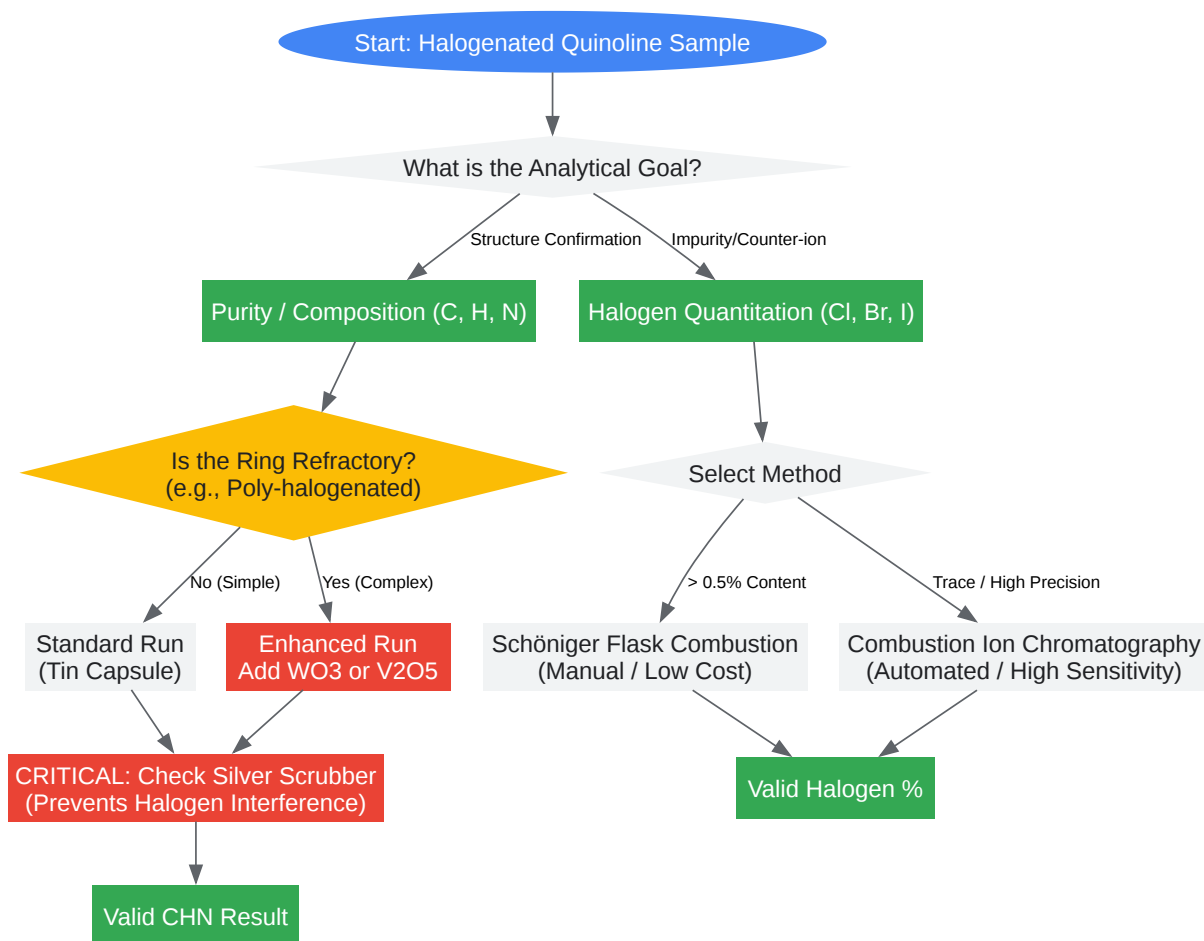 Start: Halogenated Quinoline Sample
What is the Analytical Goal?
Structure Confirmation
Impurity/Counter-ion
Purity / Composition (C, H, N)
Halogen Quantitation (Cl, Br, I)
Is the Ring Refractory?
(e.g., Poly-halogenated)
Select Method
No (Simple)
Yes (Complex)
> 0.5% Content
Trace / High Precision
Standard Run
(Tin Capsule)
Enhanced Run
Add WO3 or V2O5
Schöniger Flask Combustion
(Manual / Low Cost)
Combustion Ion Chromatography
(Automated / High Sensitivity)
CRITICAL: Check Silver Scrubber
(Prevents Halogen Interference)
Valid Halogen %
Valid CHN Result